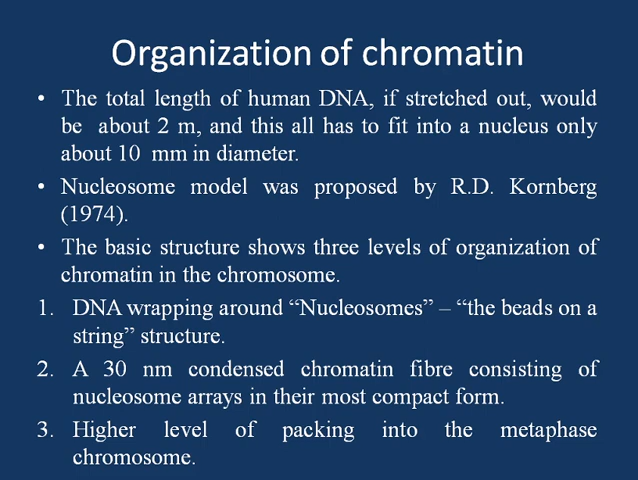 Organization of chromatin
• The total length of human DNA, if stretched out, would
be about 2 m, and this all has to fit into a nucleus only
about 10 mm in diameter.
• Nucleosome model was proposed by R.D. Kornberg
(1974).
• The basic structure shows three levels of organization of
chromatin in the chromosome.
1. DNA wrapping around “Nucleosomes” – “the beads on a
string” structure.
2. A 30 nm condensed chromatin fibre consisting of
nucleosome arrays in their most compact form.
3. Higher level of packing into the metaphase
chromosome.